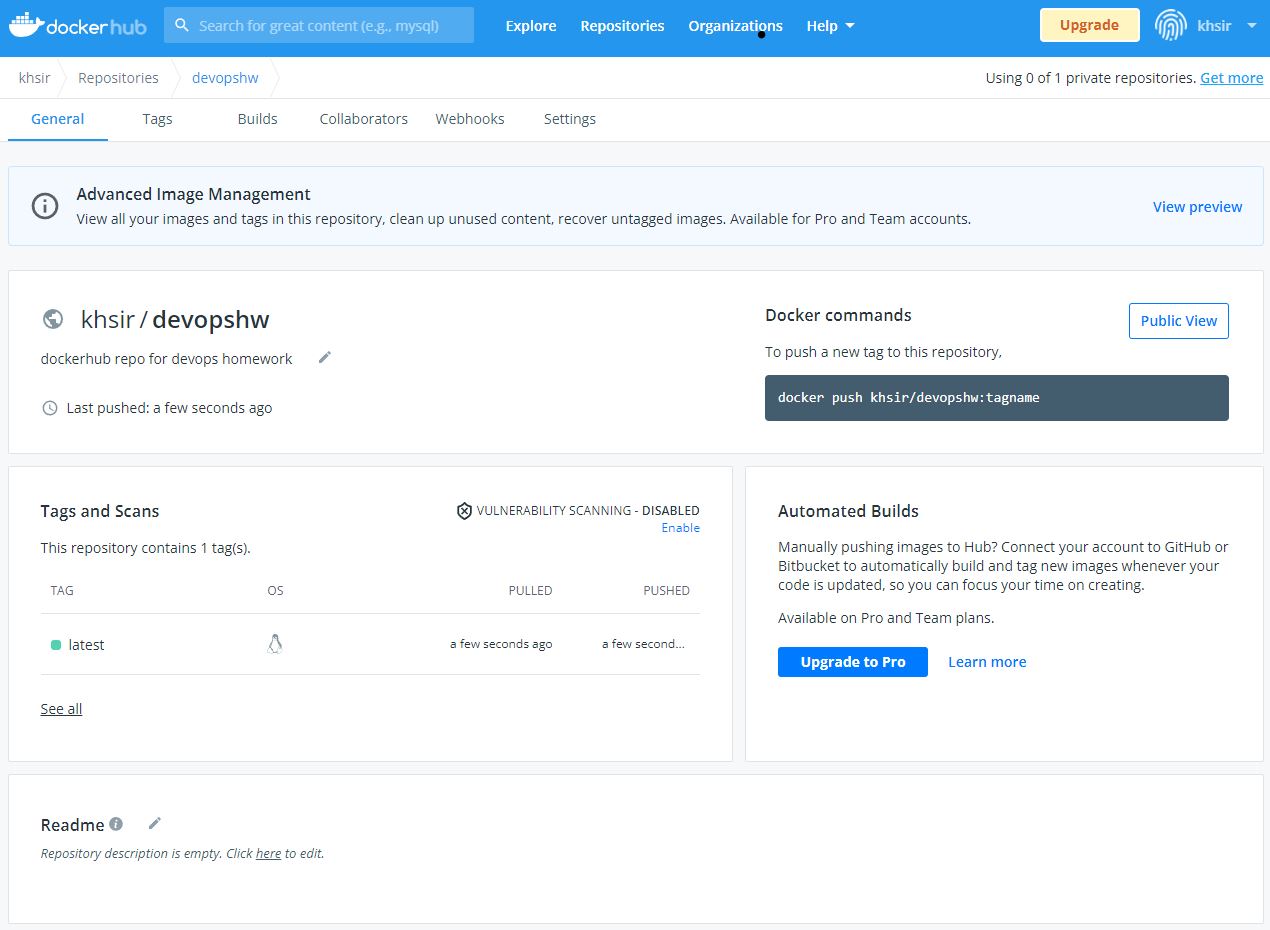 dockerhub Search for great content (e.g., mysql) Explore Repositories Organizations Help Upgrade khsir
khsir Repositories devopshw Using 0 of 1 private repositories. Get more
General Tags Builds Collaborators Webhooks Settings
Advanced Image Management
View all your images and tags in this repository, clean up unused content, recover untagged images. Available for Pro and Team accounts.
View preview
khsir / devopshw
dockerhub repo for devops homework
Last pushed: a few seconds ago
Docker commands
Public View
To push a new tag to this repository,
docker push khsir/devopshw:tagname
Tags and Scans
VULNERABILITY SCANNING - DISABLED
Enable
This repository contains 1 tag(s).
TAG OS PULLED PUSHED
latest a few seconds ago a few second...
See all
Automated Builds
Manually pushing images to Hub? Connect your account to GitHub or
Bitbucket to automatically build and tag new images whenever your
code is updated, so you can focus your time on creating.
Available on Pro and Team plans.
Upgrade to Pro Learn more
Readme
Repository description is empty. Click here to edit.